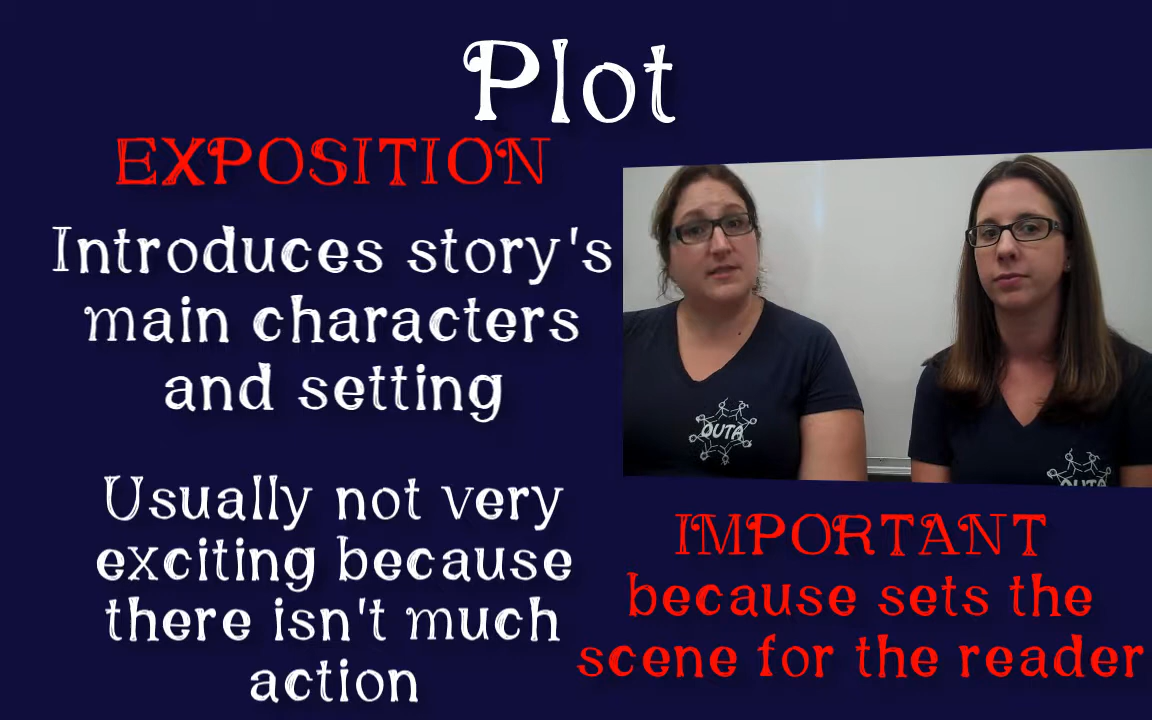 Plot
EXPOSITION
Introduces story's
main characters
and setting
Usually not very
exciting because
there isn't much
action
OUTA
OUTA
IMPORTANT
because sets the
scene for the reader